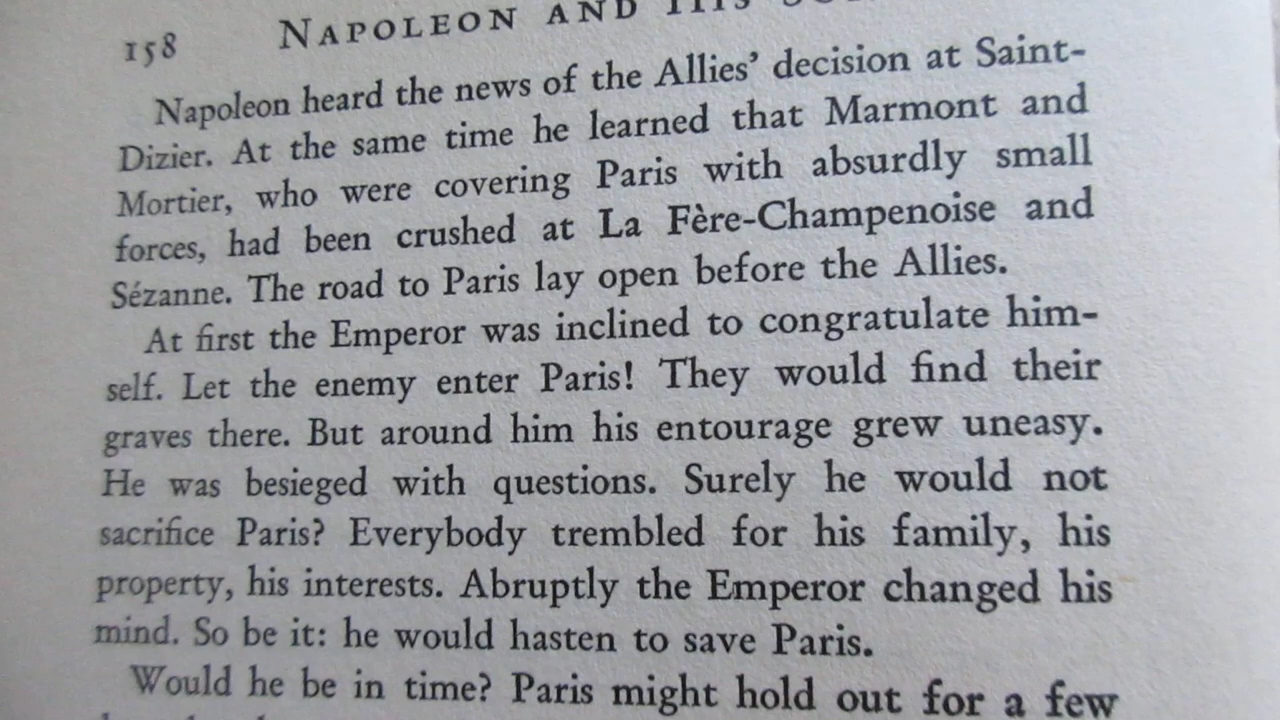 158 NAPOLEON AND HIS
Napoleon heard the news of the Allies’ decision at Saint-
Dizier. At the same time he learned that Marmont and
Mortier, who were covering Paris with absurdly small
forces, had been crushed at La Fère-Champenoise and
Sézanne. The road to Paris lay open before the Allies.
At first the Emperor was inclined to congratulate him-
self. Let the enemy enter Paris! They would find their
graves there. But around him his entourage grew uneasy.
He was besieged with questions. Surely he would not
sacrifice Paris? Everybody trembled for his family, his
property, his interests. Abruptly the Emperor changed his
mind. So be it: he would hasten to save Paris.
Would he be in time? Paris might hold out for a few